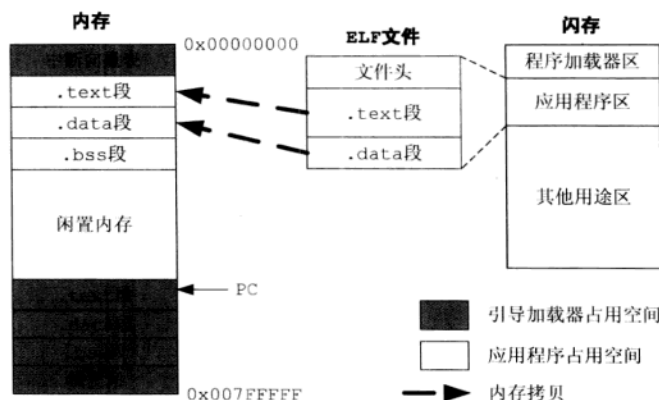 内存
0x00000000
.text段
.data段
.bss段
闲置内存
PC
0x007FFFFF
ELF文件
文件头
.text段
.data段
闪存
程序加载器区
应用程序区
其他用途区
引导加载器占用空间
应用程序占用空间
内存拷贝